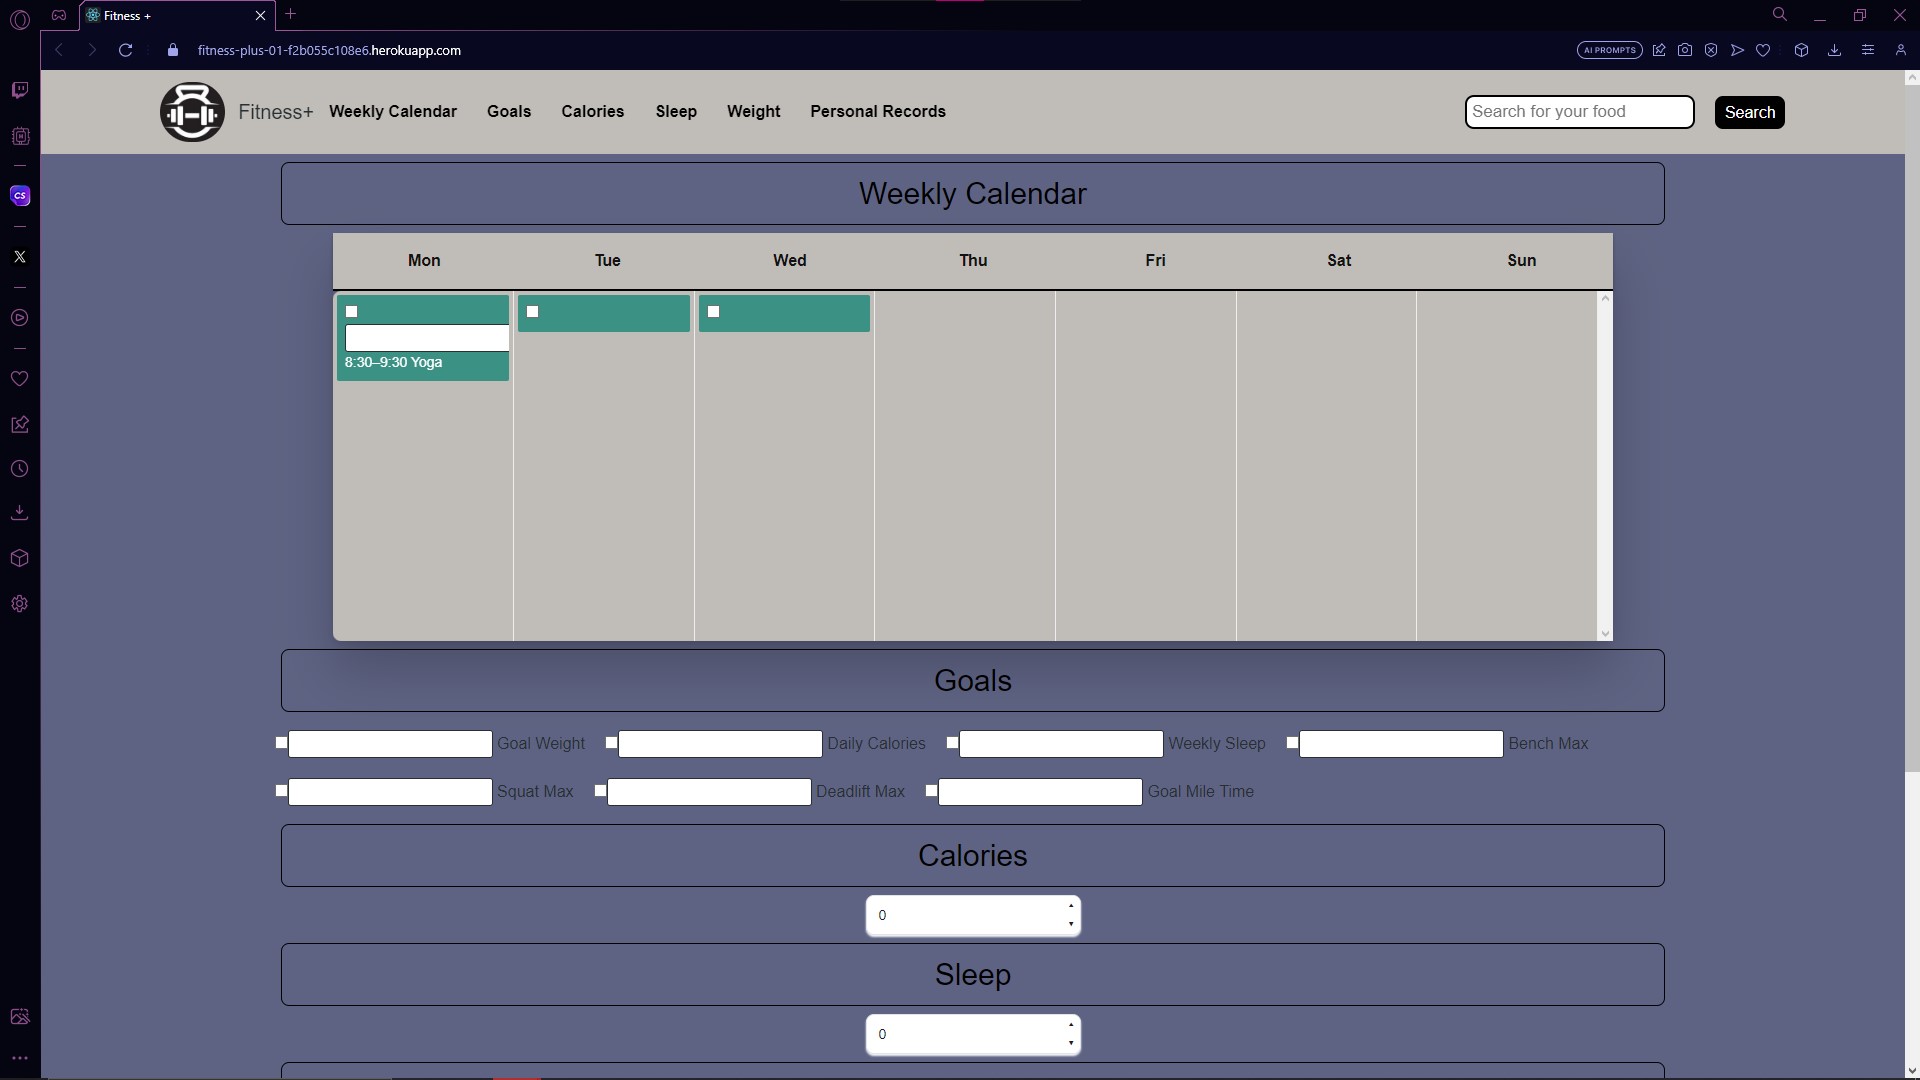 Fitness +
fitness-plus-01-f2b055c108e6.herokuapp.com
AI PROMPTS
CS
Fitness+ Weekly Calendar Goals Calories Sleep Weight Personal Records Search for your food Search
Weekly Calendar
Mon Tue Wed Thu Fri Sat Sun
8:30–9:30 Yoga
Goals
Goal Weight Daily Calories Weekly Sleep Bench Max
Squat Max Deadlift Max Goal Mile Time
Calories
0
Sleep
0